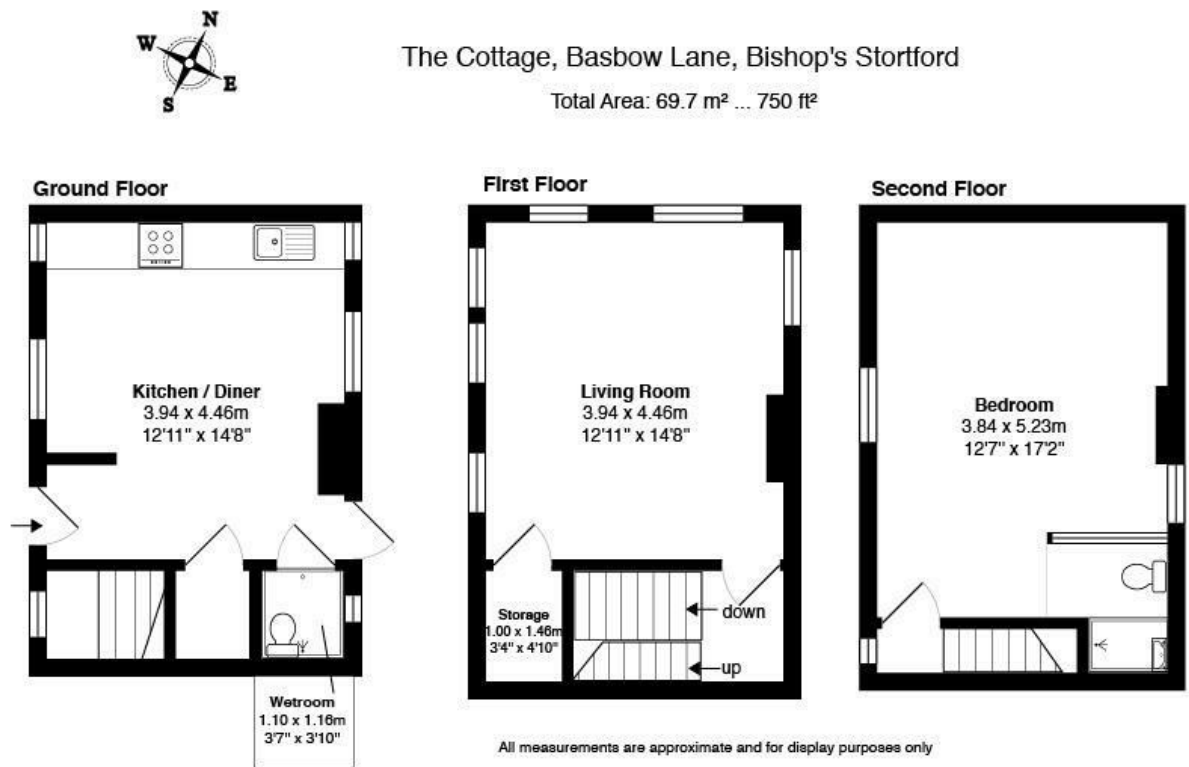 N
W
E
S
The Cottage, Basbow Lane, Bishop's Stortford
Total Area: 69.7 m² ... 750 ft²
Ground Floor
Kitchen / Diner
3.94 x 4.46m
12'11" x 14'8"
Wetroom
1.10 x 1.16m
3'7" x 3'10"
First Floor
Living Room
3.94 x 4.46m
12'11" x 14'8"
Storage
1.00 x 1.46m
3'4" x 4'10"
down
up
Second Floor
Bedroom
3.84 x 5.23m
12'7" x 17'2"
All measurements are approximate and for display purposes only